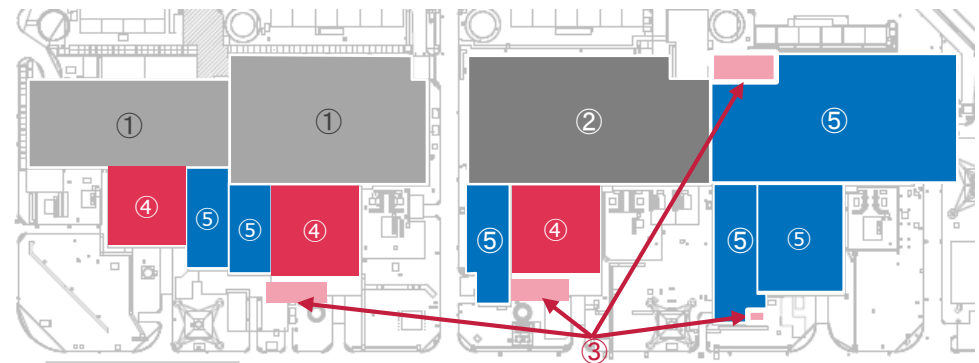 ① ① ② ⑤
④ ⑤ ⑤ ④ ⑤ ④ ⑤ ⑤
③